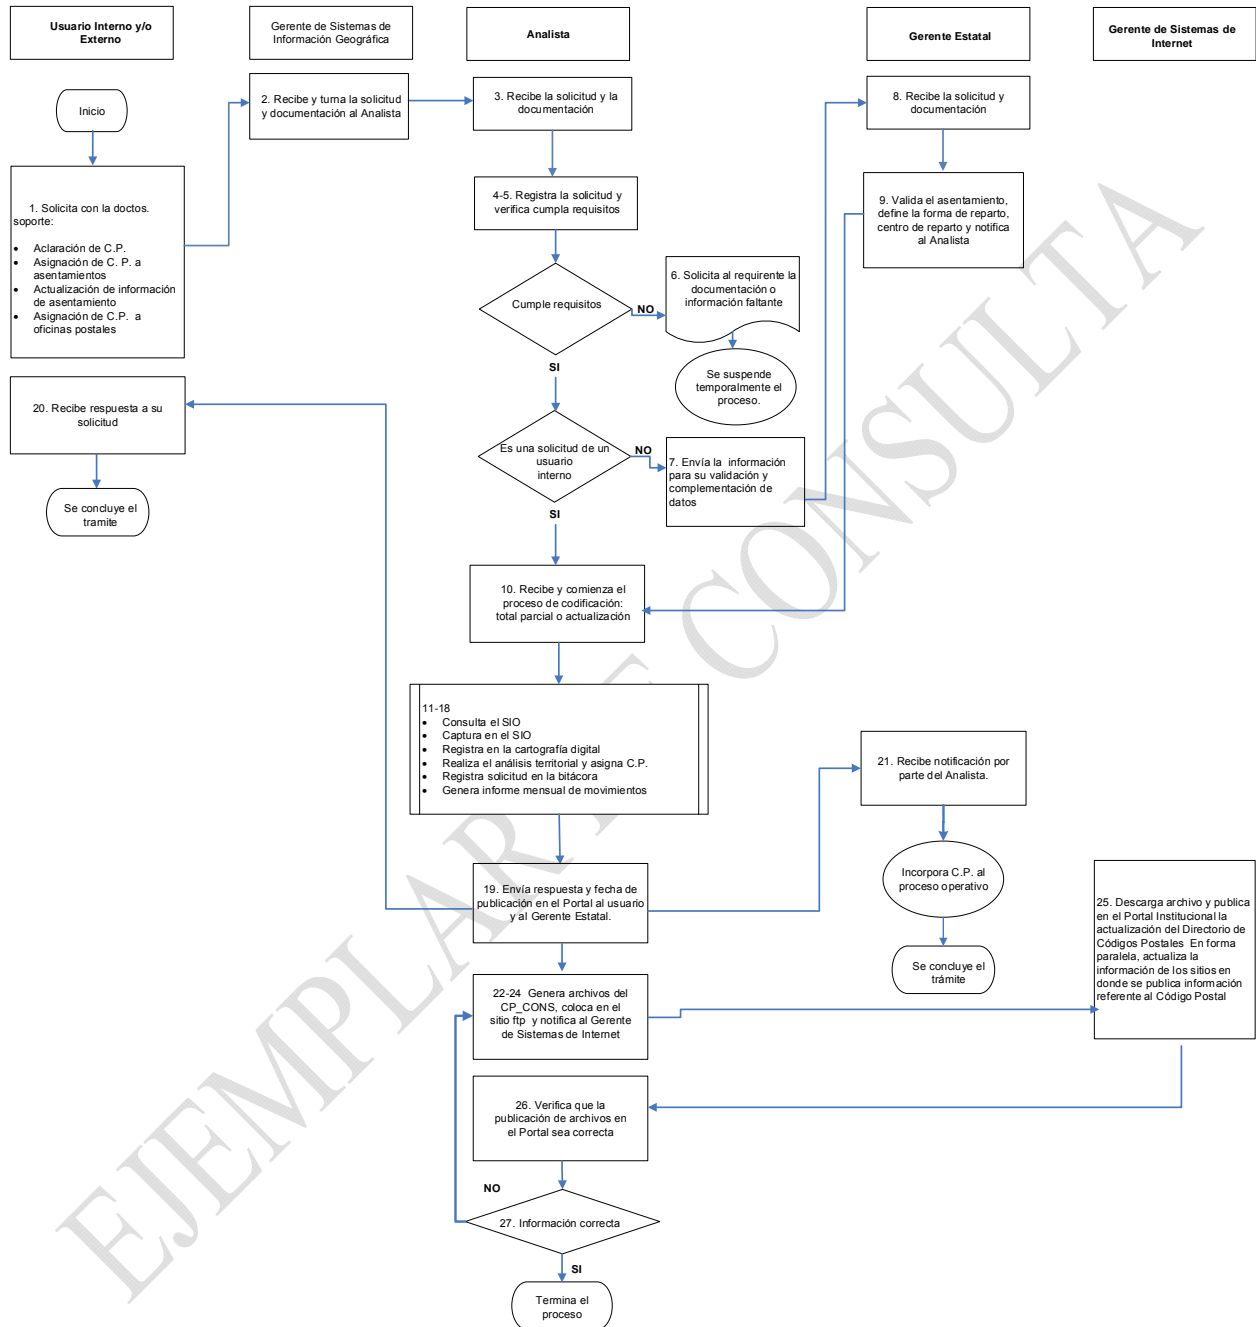 Usuario Interno y/o
Externo
Gerente de Sistemas de
Información Geográfica
Analista
Gerente Estatal
Gerente de Sistemas de
Internet
Inicio
2. Recibe y turna la solicitud
y documentación al Analista
3. Recibe la solicitud y la
documentación
8. Recibe la solicitud y
documentación
1. Solicita con la doctos.
soporte:
• Aclaración de C.P.
• Asignación de C. P. a
asentamientos
• Actualización de información
de asentamiento
• Asignación de C.P. a
oficinas postales
4-5. Registra la solicitud y
verifica cumpla requisitos
9. Valida el asentamiento,
define la forma de reparto,
centro de reparto y notifica
al Analista
Cumple requisitos
NO
6. Solicita al requirente la
documentación o
información faltante
SI
Se suspende
temporalmente el
proceso.
20. Recibe respuesta a su
solicitud
Es una solicitud de un
usuario
interno
NO
7. Envía la información
para su validación y
complementación de
datos
SI
Se concluye el
tramite
10. Recibe y comienza el
proceso de codificación:
total parcial o actualización
11-18
• Consulta el SIO
• Captura en el SIO
• Registra en la cartografía digital
• Realiza el análisis territorial y asigna C.P.
• Registra solicitud en la bitácora
• Genera informe mensual de movimientos
21. Recibe notificación por
parte del Analista.
19. Envía respuesta y fecha de
publicación en el Portal al usuario
y al Gerente Estatal.
Incorpora C.P. al
proceso operativo
25. Descarga archivo y publica
en el Portal Institucional la
actualización del Directorio de
Códigos Postales En forma
paralela, actualiza la
información de los sitios en
donde se publica información
referente al Código Postal
Se concluye el
trámite
22-24 Genera archivos del
CP_CONS, coloca en el
sitio ftp y notifica al Gerente
de Sistemas de Internet
26. Verifica que la
publicación de archivos en
el Portal sea correcta
NO
27. Información correcta
SI
Termina el
proceso
EJEMPLAR DE CONSULTA